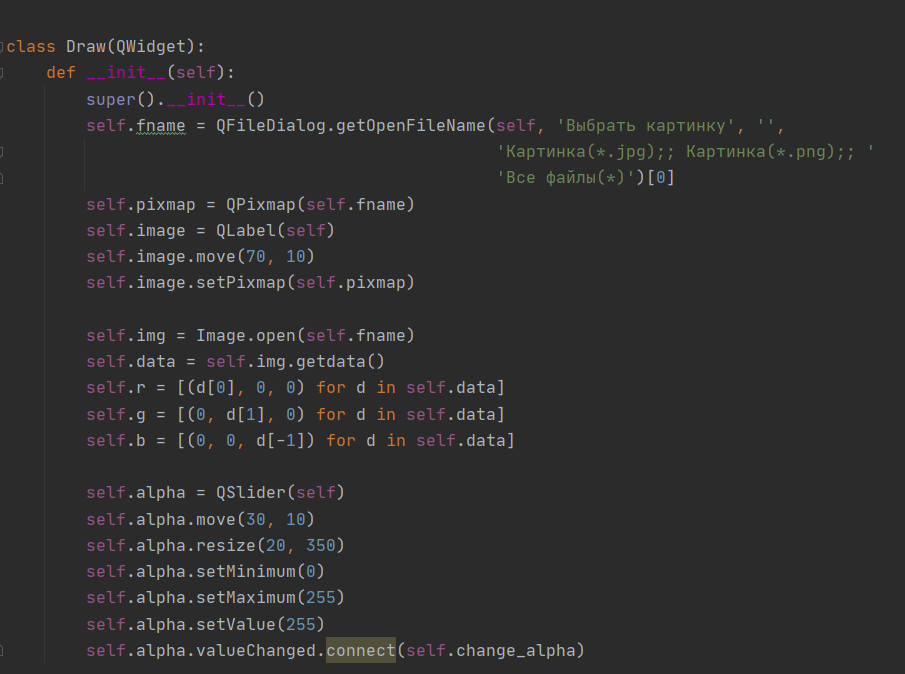 class Draw(QWidget):
    def __init__(self):
        super().__init__()
        self.fname = QFileDialog.getOpenFileName(self, 'Выбрать картинку', '',
                                                 'Картинка(*.jpg);; Картинка(*.png);; '
                                                 'Все файлы(*)')[0]
        self.pixmap = QPixmap(self.fname)
        self.image = QLabel(self)
        self.image.move(70, 10)
        self.image.setPixmap(self.pixmap)

        self.img = Image.open(self.fname)
        self.data = self.img.getdata()
        self.r = [(d[0], 0, 0) for d in self.data]
        self.g = [(0, d[1], 0) for d in self.data]
        self.b = [(0, 0, d[-1]) for d in self.data]

        self.alpha = QSlider(self)
        self.alpha.move(30, 10)
        self.alpha.resize(20, 350)
        self.alpha.setMinimum(0)
        self.alpha.setMaximum(255)
        self.alpha.setValue(255)
        self.alpha.valueChanged.connect(self.change_alpha)